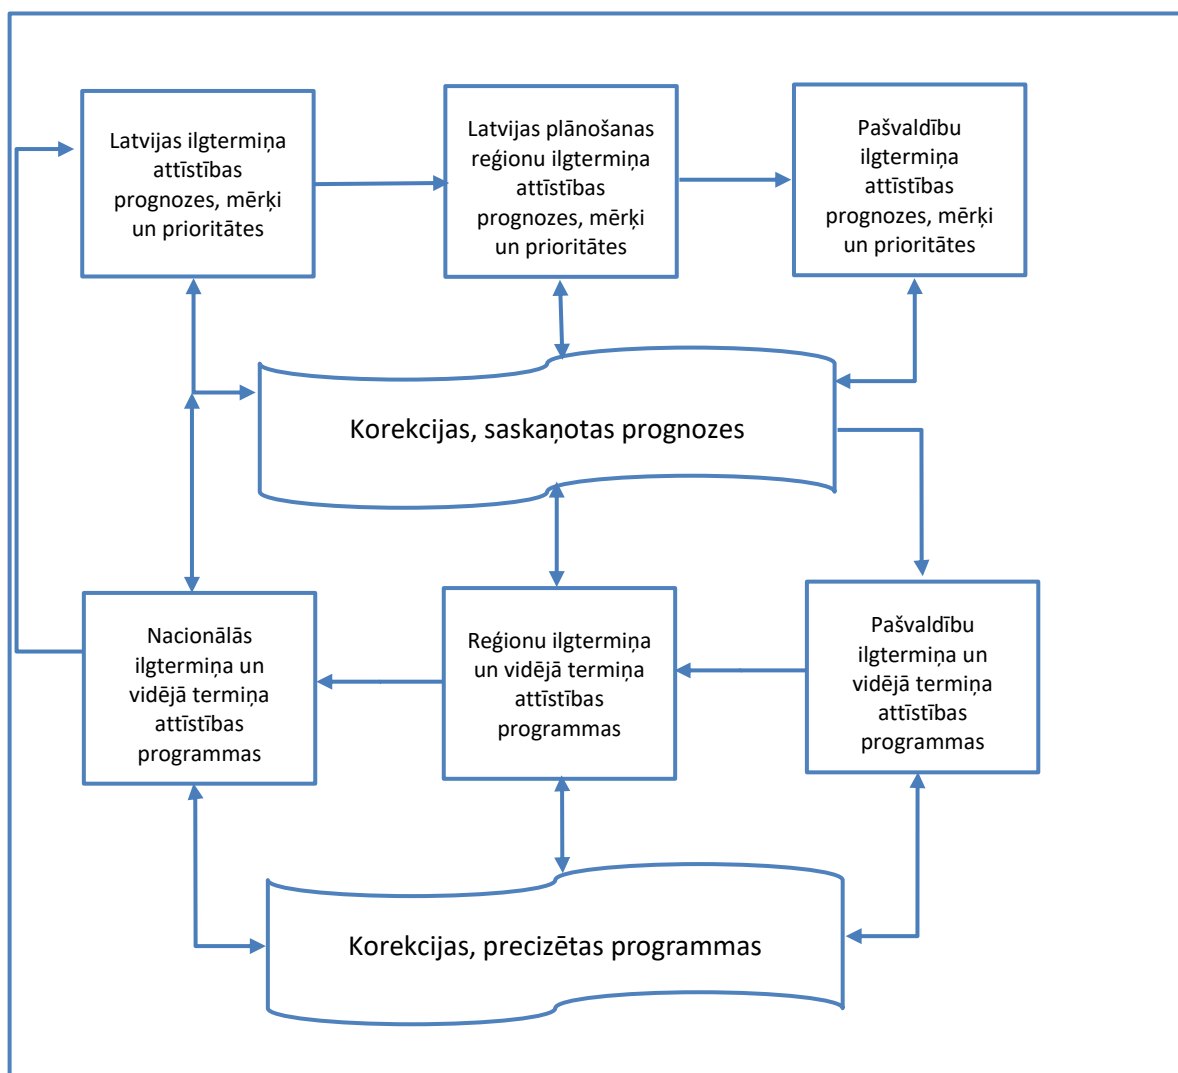 Latvijas ilgtermiņa
attīstības
prognozes, mērķi
un prioritātes
Latvijas plānošanas
reģionu ilgtermiņa
attīstības
prognozes, mērķi
un prioritātes
Pašvaldību
ilgtermiņa
attīstības
prognozes, mērķi
un prioritātes
Korekcijas, saskaņotas prognozes
Nacionālās
ilgtermiņa un
vidējā termiņa
attīstības
programmas
Reģionu ilgtermiņa
un vidējā termiņa
attīstības
programmas
Pašvaldību
ilgtermiņa un
vidējā termiņa
attīstības
programmas
Korekcijas, precizētas programmas